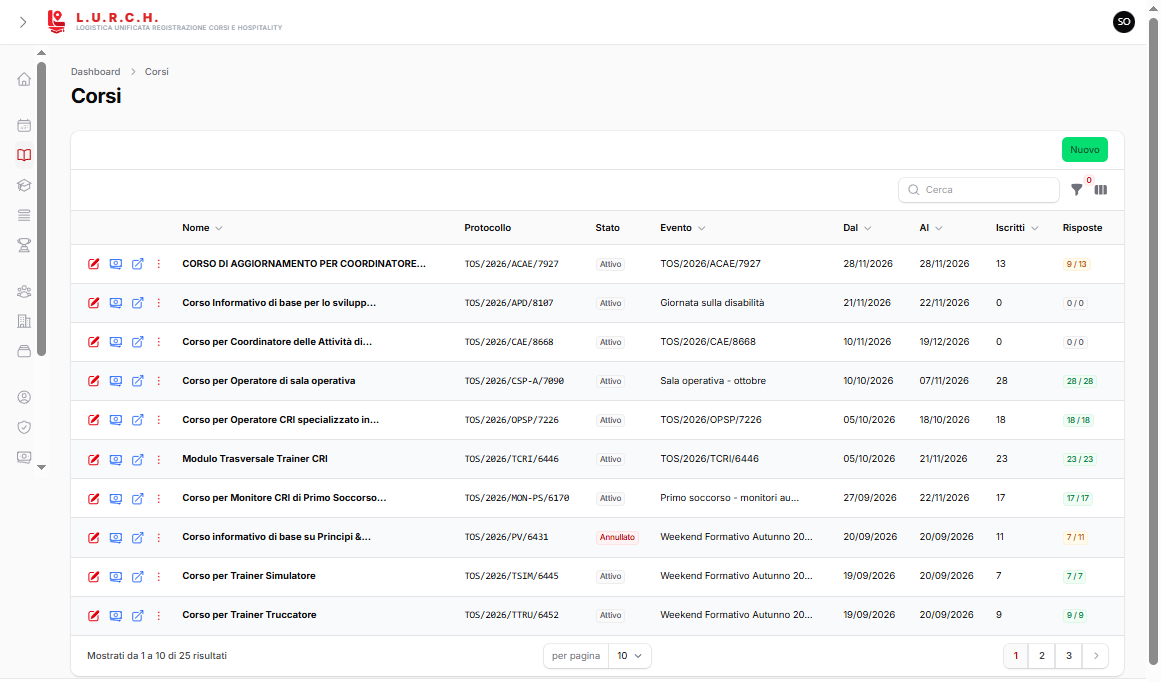 L.U.R.C.H.
LOGISTICA UNIFICATA REGISTRAZIONE CORSI E HOSPITALITY
SO
Dashboard > Corsi
Corsi
Nuovo
Cerca
0
Nome Protocollo Stato Evento Dal Al Iscritti Risposte
CORSO DI AGGIORNAMENTO PER COORDINATORE... TOS/2026/ACAE/7927 Attivo TOS/2026/ACAE/7927 28/11/2026 28/11/2026 13 9 / 13
Corso Informativo di base per lo svilupp... TOS/2026/APD/8107 Attivo Giornata sulla disabilità 21/11/2026 22/11/2026 0 0 / 0
Corso per Coordinatore delle Attività di... TOS/2026/CAE/8668 Attivo TOS/2026/CAE/8668 10/11/2026 19/12/2026 0 0 / 0
Corso per Operatore di sala operativa TOS/2026/CSP-A/7090 Attivo Sala operativa - ottobre 10/10/2026 07/11/2026 28 28 / 28
Corso per Operatore CRI specializzato in... TOS/2026/OPSP/7226 Attivo TOS/2026/OPSP/7226 05/10/2026 18/10/2026 18 18 / 18
Modulo Trasversale Trainer CRI TOS/2026/TCRI/6446 Attivo TOS/2026/TCRI/6446 05/10/2026 21/11/2026 23 23 / 23
Corso per Monitore CRI di Primo Soccorso... TOS/2026/MON-PS/6170 Attivo Primo soccorso - monitori au... 27/09/2026 22/11/2026 17 17 / 17
Corso informativo di base su Principi &... TOS/2026/PV/6431 Annullato Weekend Formativo Autunno 20... 20/09/2026 20/09/2026 11 7 / 11
Corso per Trainer Simulatore TOS/2026/TSIM/6445 Attivo Weekend Formativo Autunno 20... 19/09/2026 20/09/2026 7 7 / 7
Corso per Trainer Truccatore TOS/2026/TTRU/6452 Attivo Weekend Formativo Autunno 20... 19/09/2026 20/09/2026 9 9 / 9
Mostrati da 1 a 10 di 25 risultati per pagina 10 1 2 3